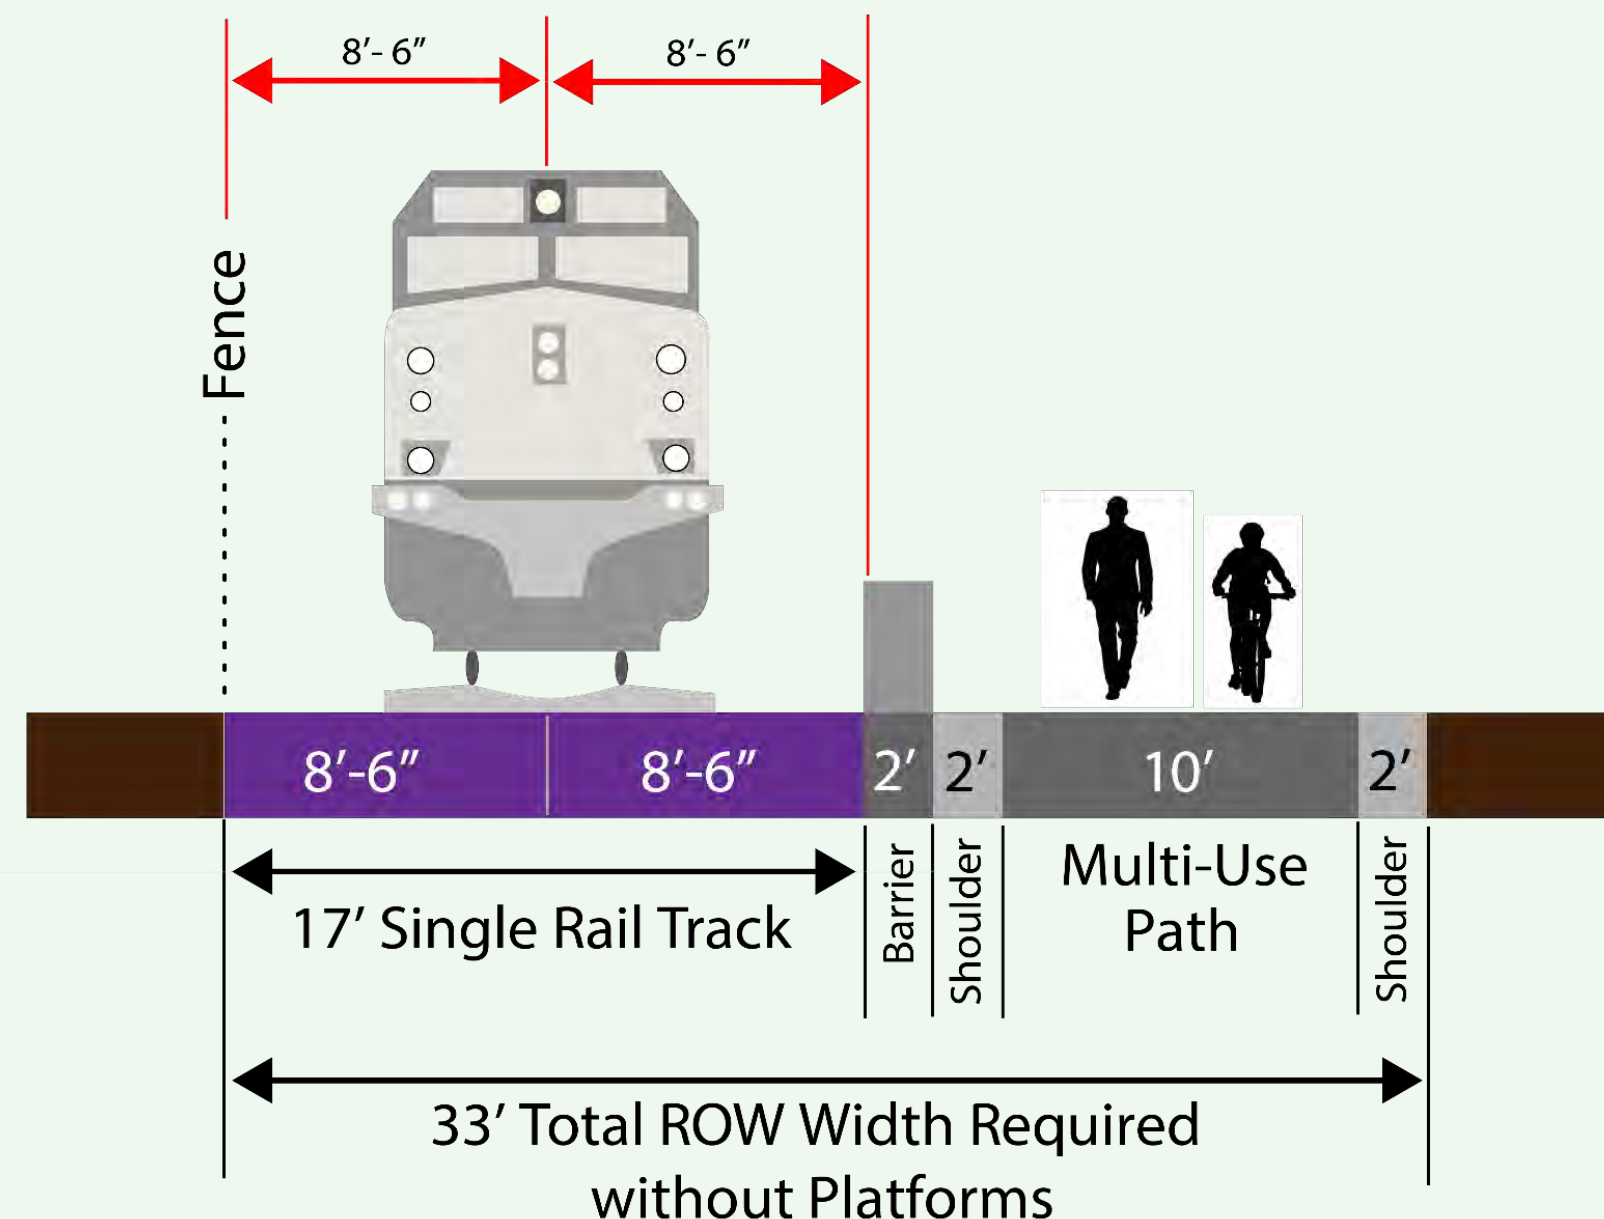 8’- 6”
8’- 6”
Fence
8’-6”
8’-6”
2’
2’
10’
2’
17’ Single Rail Track
Barrier
Shoulder
Multi-Use
Path
Shoulder
33’ Total ROW Width Required
without Platforms